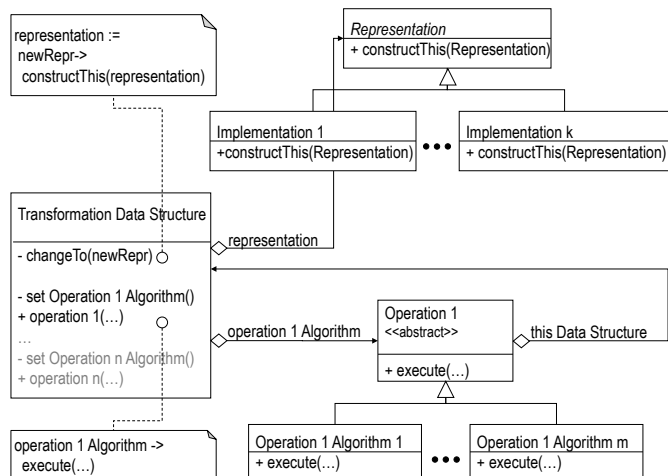 representation :=
newRepr->
constructThis(representation)
Representation
+ constructThis(Representation)
Implementation 1
+constructThis(Representation)
•••
Implementation k
+ constructThis(Representation)
Transformation Data Structure
- changeTo(newRepr)
- set Operation 1 Algorithm()
+ operation 1(...)
...
- set Operation n Algorithm()
+ operation n(...)
representation
operation 1 Algorithm
Operation 1
<<abstract>>
+ execute(...)
this Data Structure
operation 1 Algorithm ->
execute(...)
Operation 1 Algorithm 1
+ execute(...)
•••
Operation 1 Algorithm m
+ execute(...)